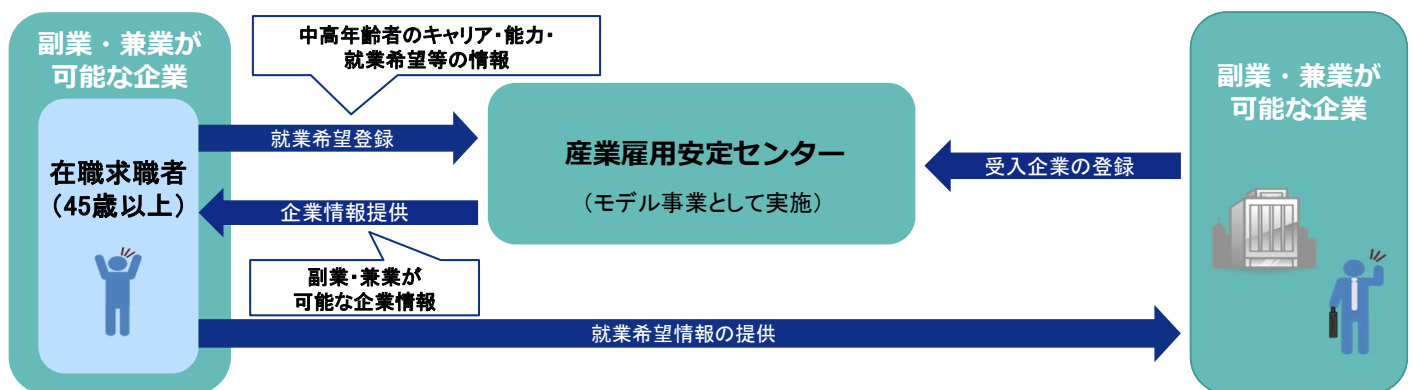 副業・兼業が
可能な企業
在職求職者
（45歳以上）
中高年齢者のキャリア・能力・
就業希望等の情報
就業希望登録
企業情報提供
副業・兼業が
可能な企業情報
産業雇用安定センター
（モデル事業として実施）
受入企業の登録
副業・兼業が
可能な企業
就業希望情報の提供